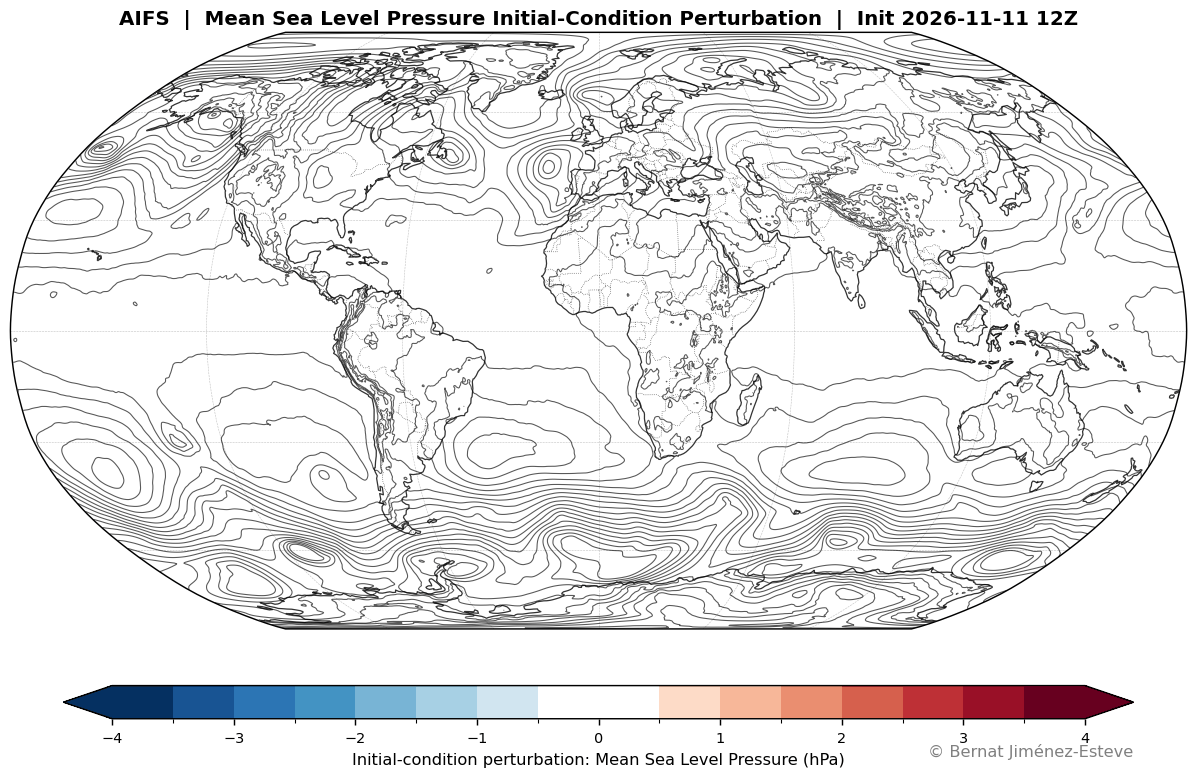 AIFS | Mean Sea Level Pressure Initial-Condition Perturbation | Init 2026-11-11 12Z
−4 −3 −2 −1 0 1 2 3 4
© Bernat Jiménez-Esteve
Initial-condition perturbation: Mean Sea Level Pressure (hPa)